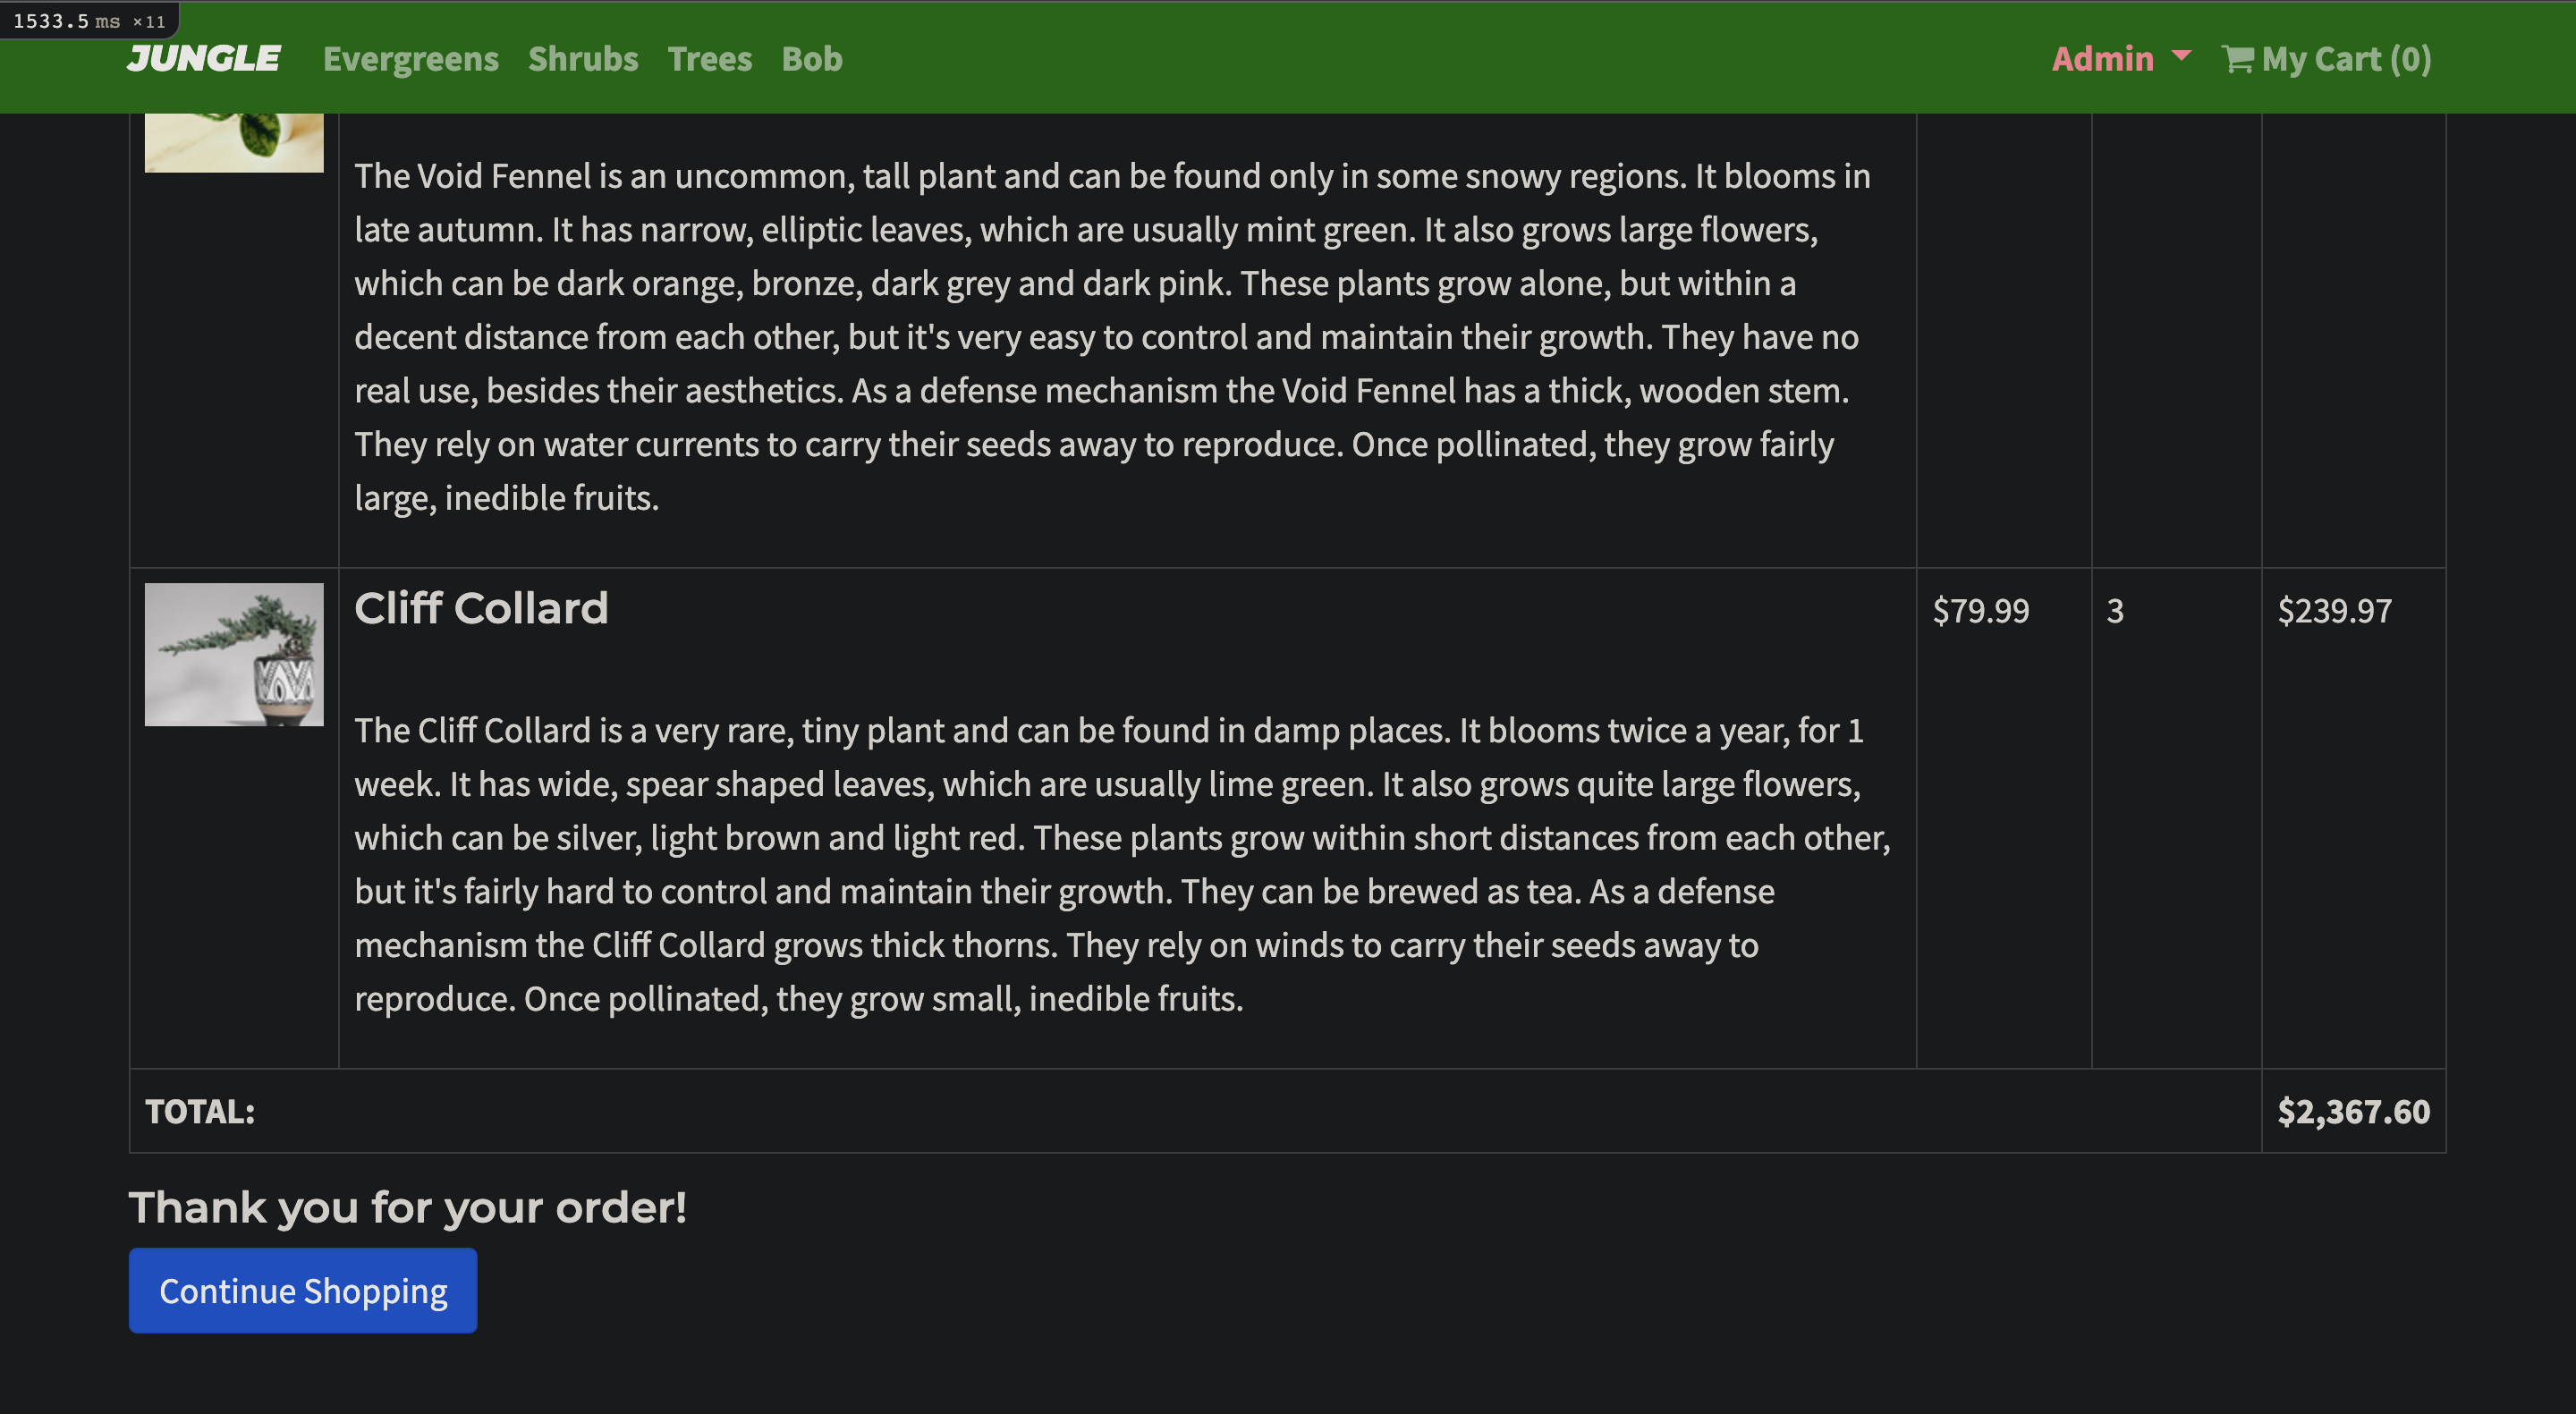 1533.5 ms ×11
JUNGLE Evergreens Shrubs Trees Bob Admin My Cart (0)
The Void Fennel is an uncommon, tall plant and can be found only in some snowy regions. It blooms in
late autumn. It has narrow, elliptic leaves, which are usually mint green. It also grows large flowers,
which can be dark orange, bronze, dark grey and dark pink. These plants grow alone, but within a
decent distance from each other, but it's very easy to control and maintain their growth. They have no
real use, besides their aesthetics. As a defense mechanism the Void Fennel has a thick, wooden stem.
They rely on water currents to carry their seeds away to reproduce. Once pollinated, they grow fairly
large, inedible fruits.
Cliff Collard $79.99 3 $239.97
The Cliff Collard is a very rare, tiny plant and can be found in damp places. It blooms twice a year, for 1
week. It has wide, spear shaped leaves, which are usually lime green. It also grows quite large flowers,
which can be silver, light brown and light red. These plants grow within short distances from each other,
but it's fairly hard to control and maintain their growth. They can be brewed as tea. As a defense
mechanism the Cliff Collard grows thick thorns. They rely on winds to carry their seeds away to
reproduce. Once pollinated, they grow small, inedible fruits.
TOTAL: $2,367.60
Thank you for your order!
Continue Shopping